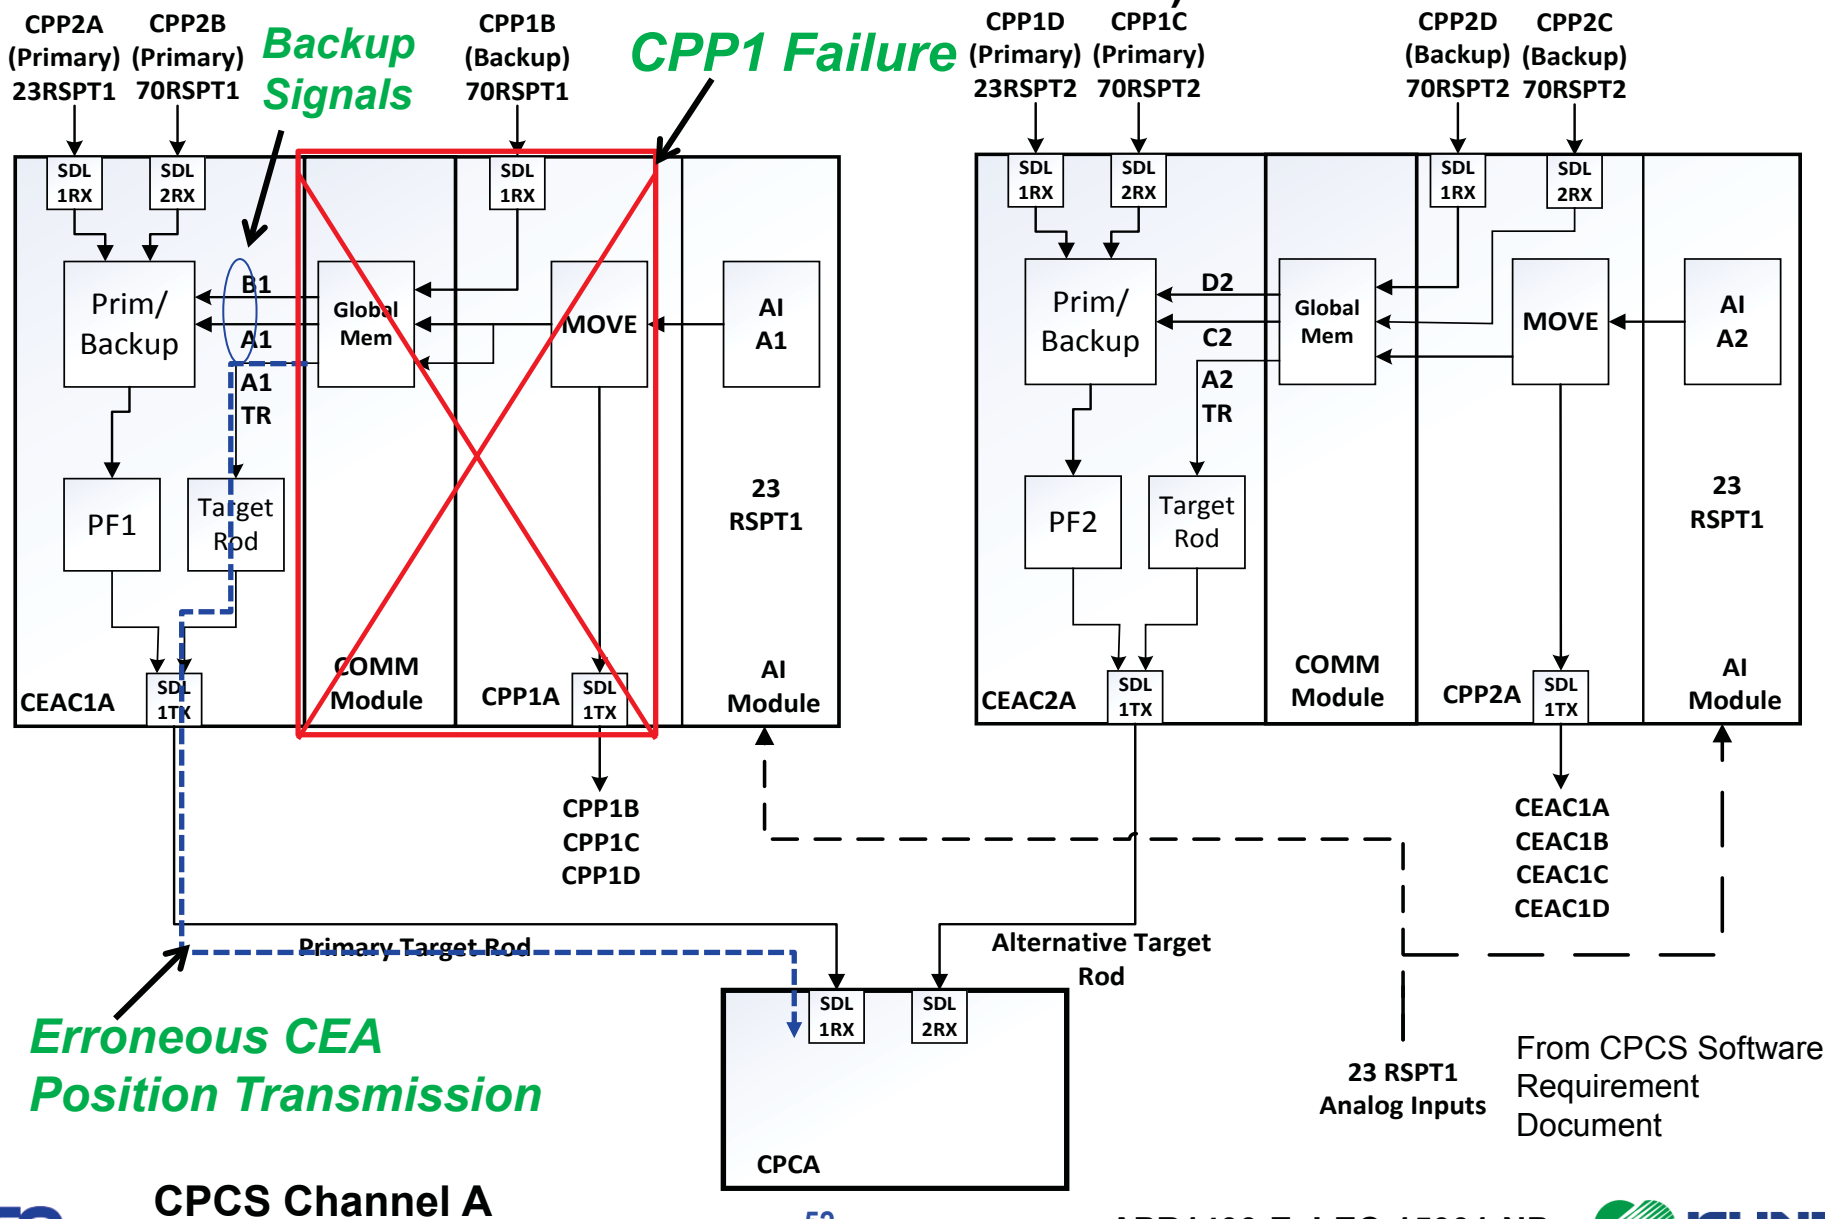 CPP2A
(Primary)
23RSPT1
CPP2B
(Primary)
70RSPT1
Backup
Signals
CPP1B
(Backup)
70RSPT1
CPP1 Failure
CPP1D
(Primary)
23RSPT2
CPP1C
(Primary)
70RSPT2
CPP2D
(Backup)
70RSPT2
CPP2C
(Backup)
70RSPT2
SDL
1RX
SDL
2RX
SDL
1RX
SDL
1RX
SDL
2RX
SDL
1RX
SDL
2RX
Prim/
Backup
B1
A1
A1
TR
Global
Mem
MOVE
AI
A1
Prim/
Backup
D2
C2
A2
TR
Global
Mem
MOVE
AI
A2
PF1
Target
Rod
23
RSPT1
PF2
Target
Rod
23
RSPT1
CEAC1A
SDL
1TX
COMM
Module
CPP1A
SDL
1TX
AI
Module
CEAC2A
SDL
1TX
COMM
Module
CPP2A
SDL
1TX
AI
Module
CPP1B
CPP1C
CPP1D
CEAC1A
CEAC1B
CEAC1C
CEAC1D
Primary Target Rod
Alternative Target
Rod
SDL
1RX
SDL
2RX
Erroneous CEA
Position Transmission
23 RSPT1
Analog Inputs
From CPCS Software
Requirement
Document
CPCA
CPCS Channel A